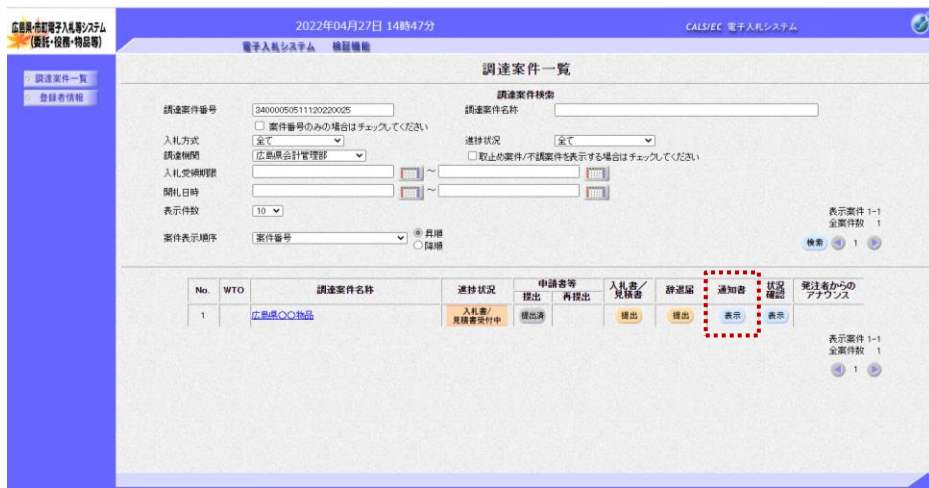 広島県・市町電子入札等システム
(委託・役務・物品等)
2022年04月27日 14時47分
CALS/EC 電子入札システム
電子入札システム 検証機能
調達案件一覧
登録者情報
調達案件一覧
調達案件検索
調達案件番号 34000050511120220025 調達案件名称
案件番号のみの場合はチェックしてください
入札方式 全て 進捗状況 全て
調達機関 広島県会計管理部 取止め案件/不調案件を表示する場合はチェックしてください
入札受領期限 ~
開札日時 ~
表示件数 10
表示案件 1-1
全案件数 1
案件表示順序 案件番号 昇順
降順
検索 1
No. WTO 調達案件名称 進捗状況 申請書等 提出 再提出 入札書/見積書 辞退届 通知書 状況確認 発注者からのアナウンス
1 広島県〇〇物品 入札書/見積書受付中 提出済 提出 提出 表示 表示
表示案件 1-1
全案件数 1
1